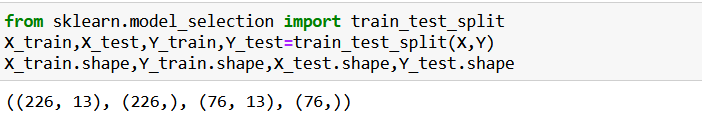 from sklearn.model_selection import train_test_split
X_train,X_test,Y_train,Y_test=train_test_split(X,Y)
X_train.shape,Y_train.shape,X_test.shape,Y_test.shape
((226, 13), (226,), (76, 13), (76,))